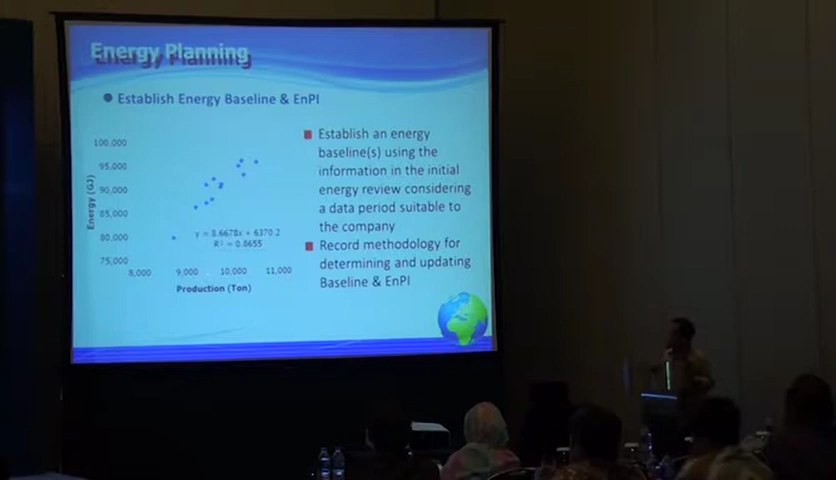 Energy Planning
Establish Energy Baseline & EnPI
100,000
95,000
90,000
85,000
80,000
75,000
Energy (GJ)
y = 8.6678x + 6370.2
R² = 0.8655
8,000 9,000 10,000 11,000
Production (Ton)
Establish an energy
baseline(s) using the
information in the initial
energy review considering
a data period suitable to
the company
Record methodology for
determining and updating
Baseline & EnPI